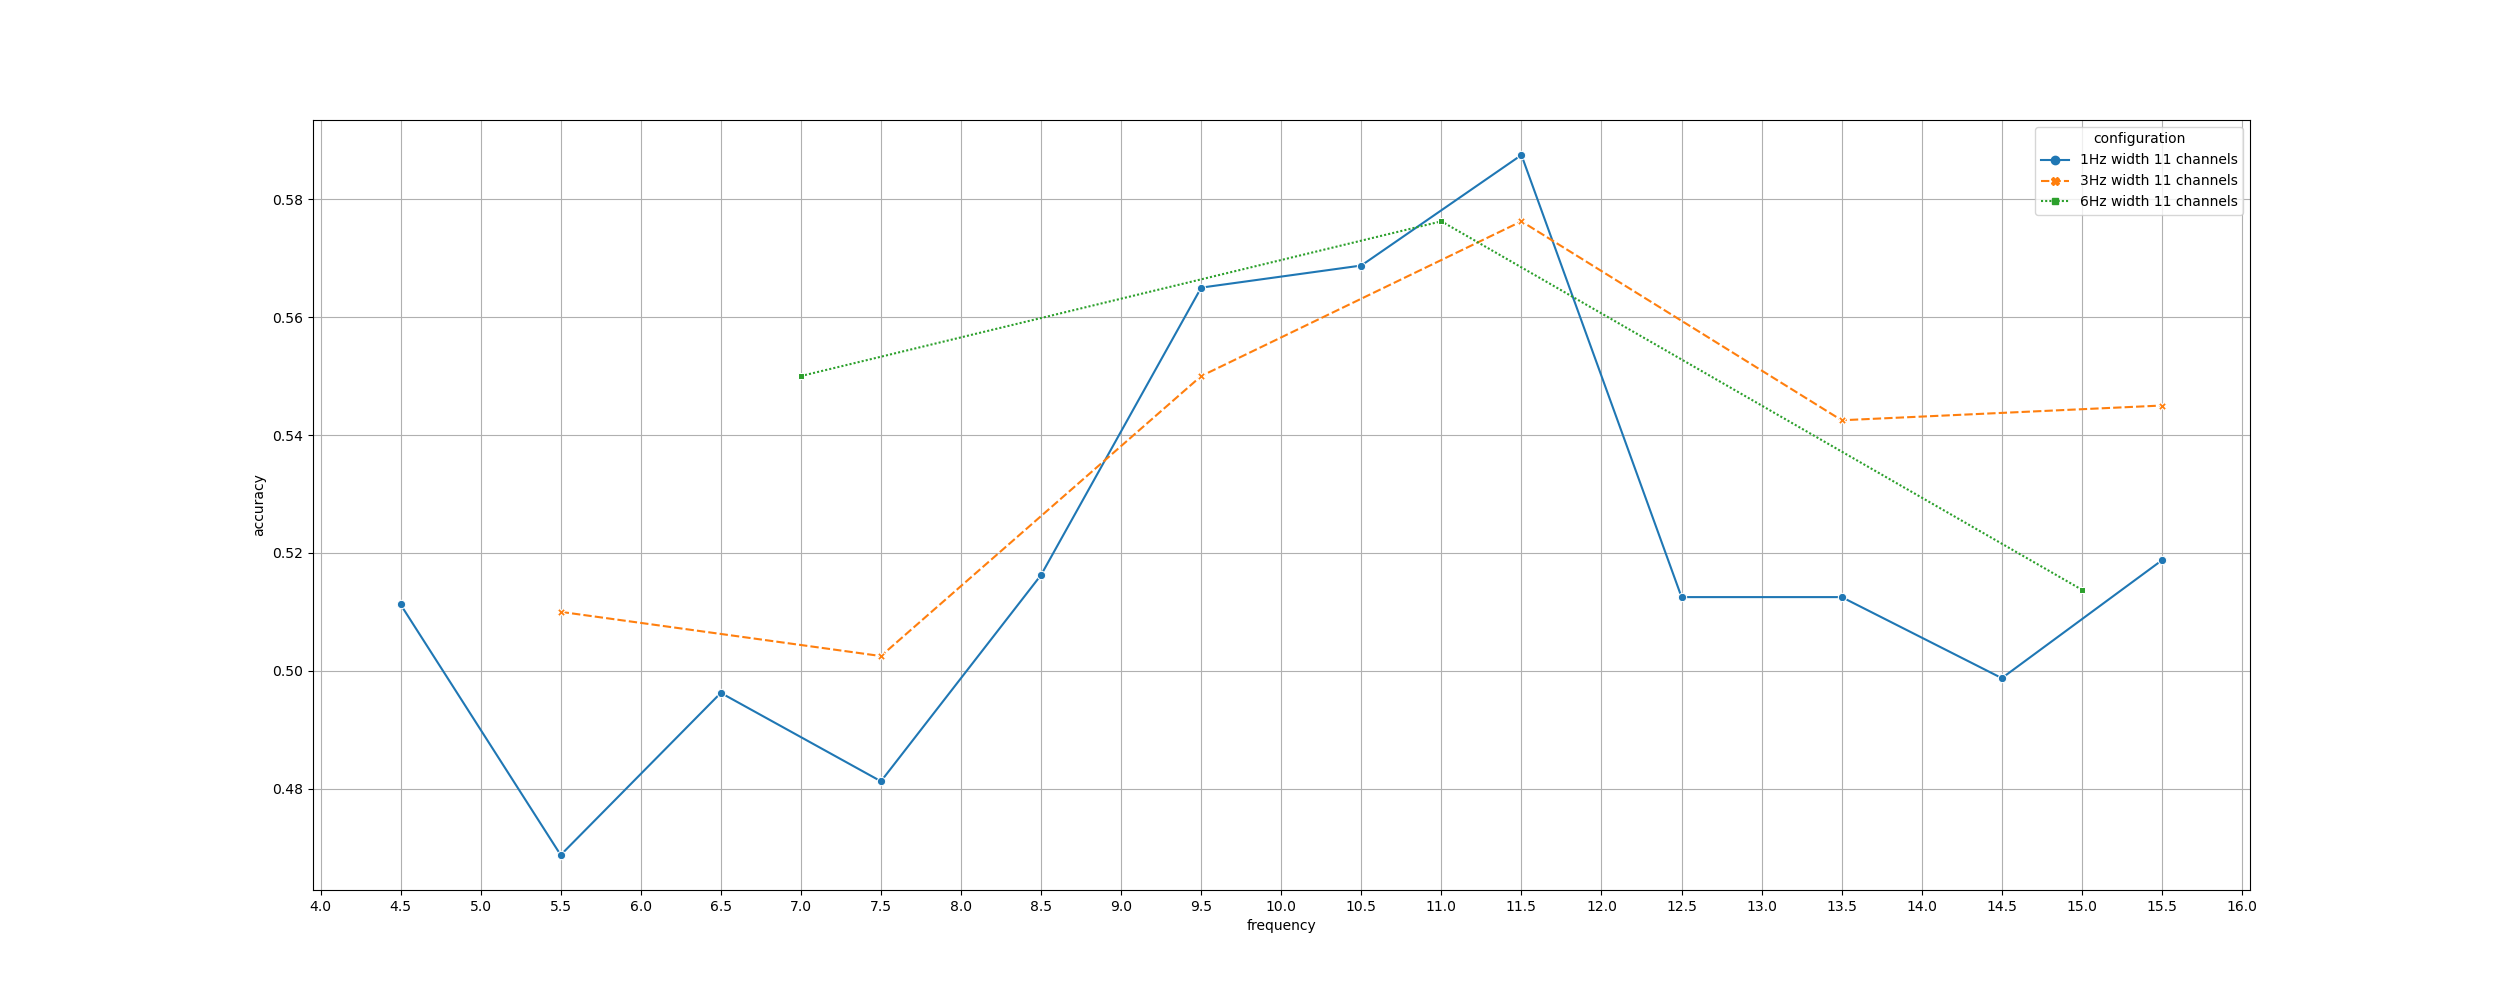 configuration
1Hz width 11 channels
3Hz width 11 channels
6Hz width 11 channels
accuracy
0.58
0.56
0.54
0.52
0.50
0.48
4.0 4.5 5.0 5.5 6.0 6.5 7.0 7.5 8.0 8.5 9.0 9.5 10.0 10.5 11.0 11.5 12.0 12.5 13.0 13.5 14.0 14.5 15.0 15.5 16.0
frequency